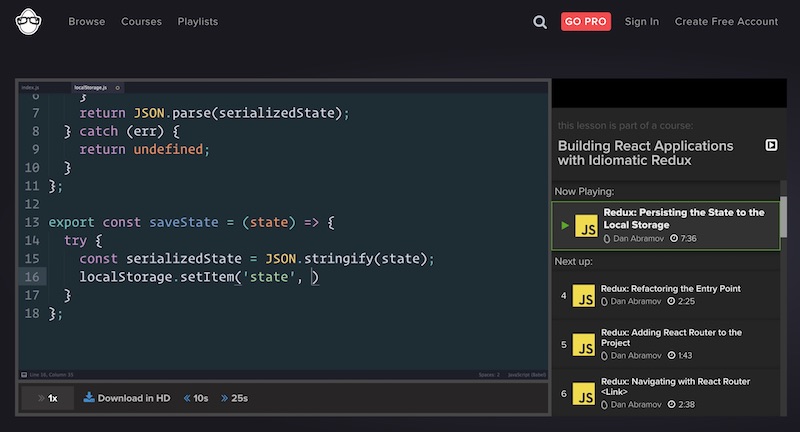 Browse Courses Playlists GO PRO Sign In Create Free Account
index.js localStorage.js
6 }
7 return JSON.parse(serializedState);
8 } catch (err) {
9 return undefined;
10 }
11 };
12
13 export const saveState = (state) => {
14 try {
15 const serializedState = JSON.stringify(state);
16 localStorage.setItem('state', )
17 }
18 };
Line 16, Column 35 Spaces: 2 JavaScript (Babel)
1x Download in HD 10s 25s
this lesson is part of a course:
Building React Applications
with Idiomatic Redux
Now Playing:
JS
Redux: Persisting the State to the
Local Storage
Dan Abramov 7:36
Next up:
4 JS
Redux: Refactoring the Entry Point
Dan Abramov 2:25
5 JS
Redux: Adding React Router to the
Project
Dan Abramov 1:43
6 JS
Redux: Navigating with React Router
<Link>
Dan Abramov 2:38